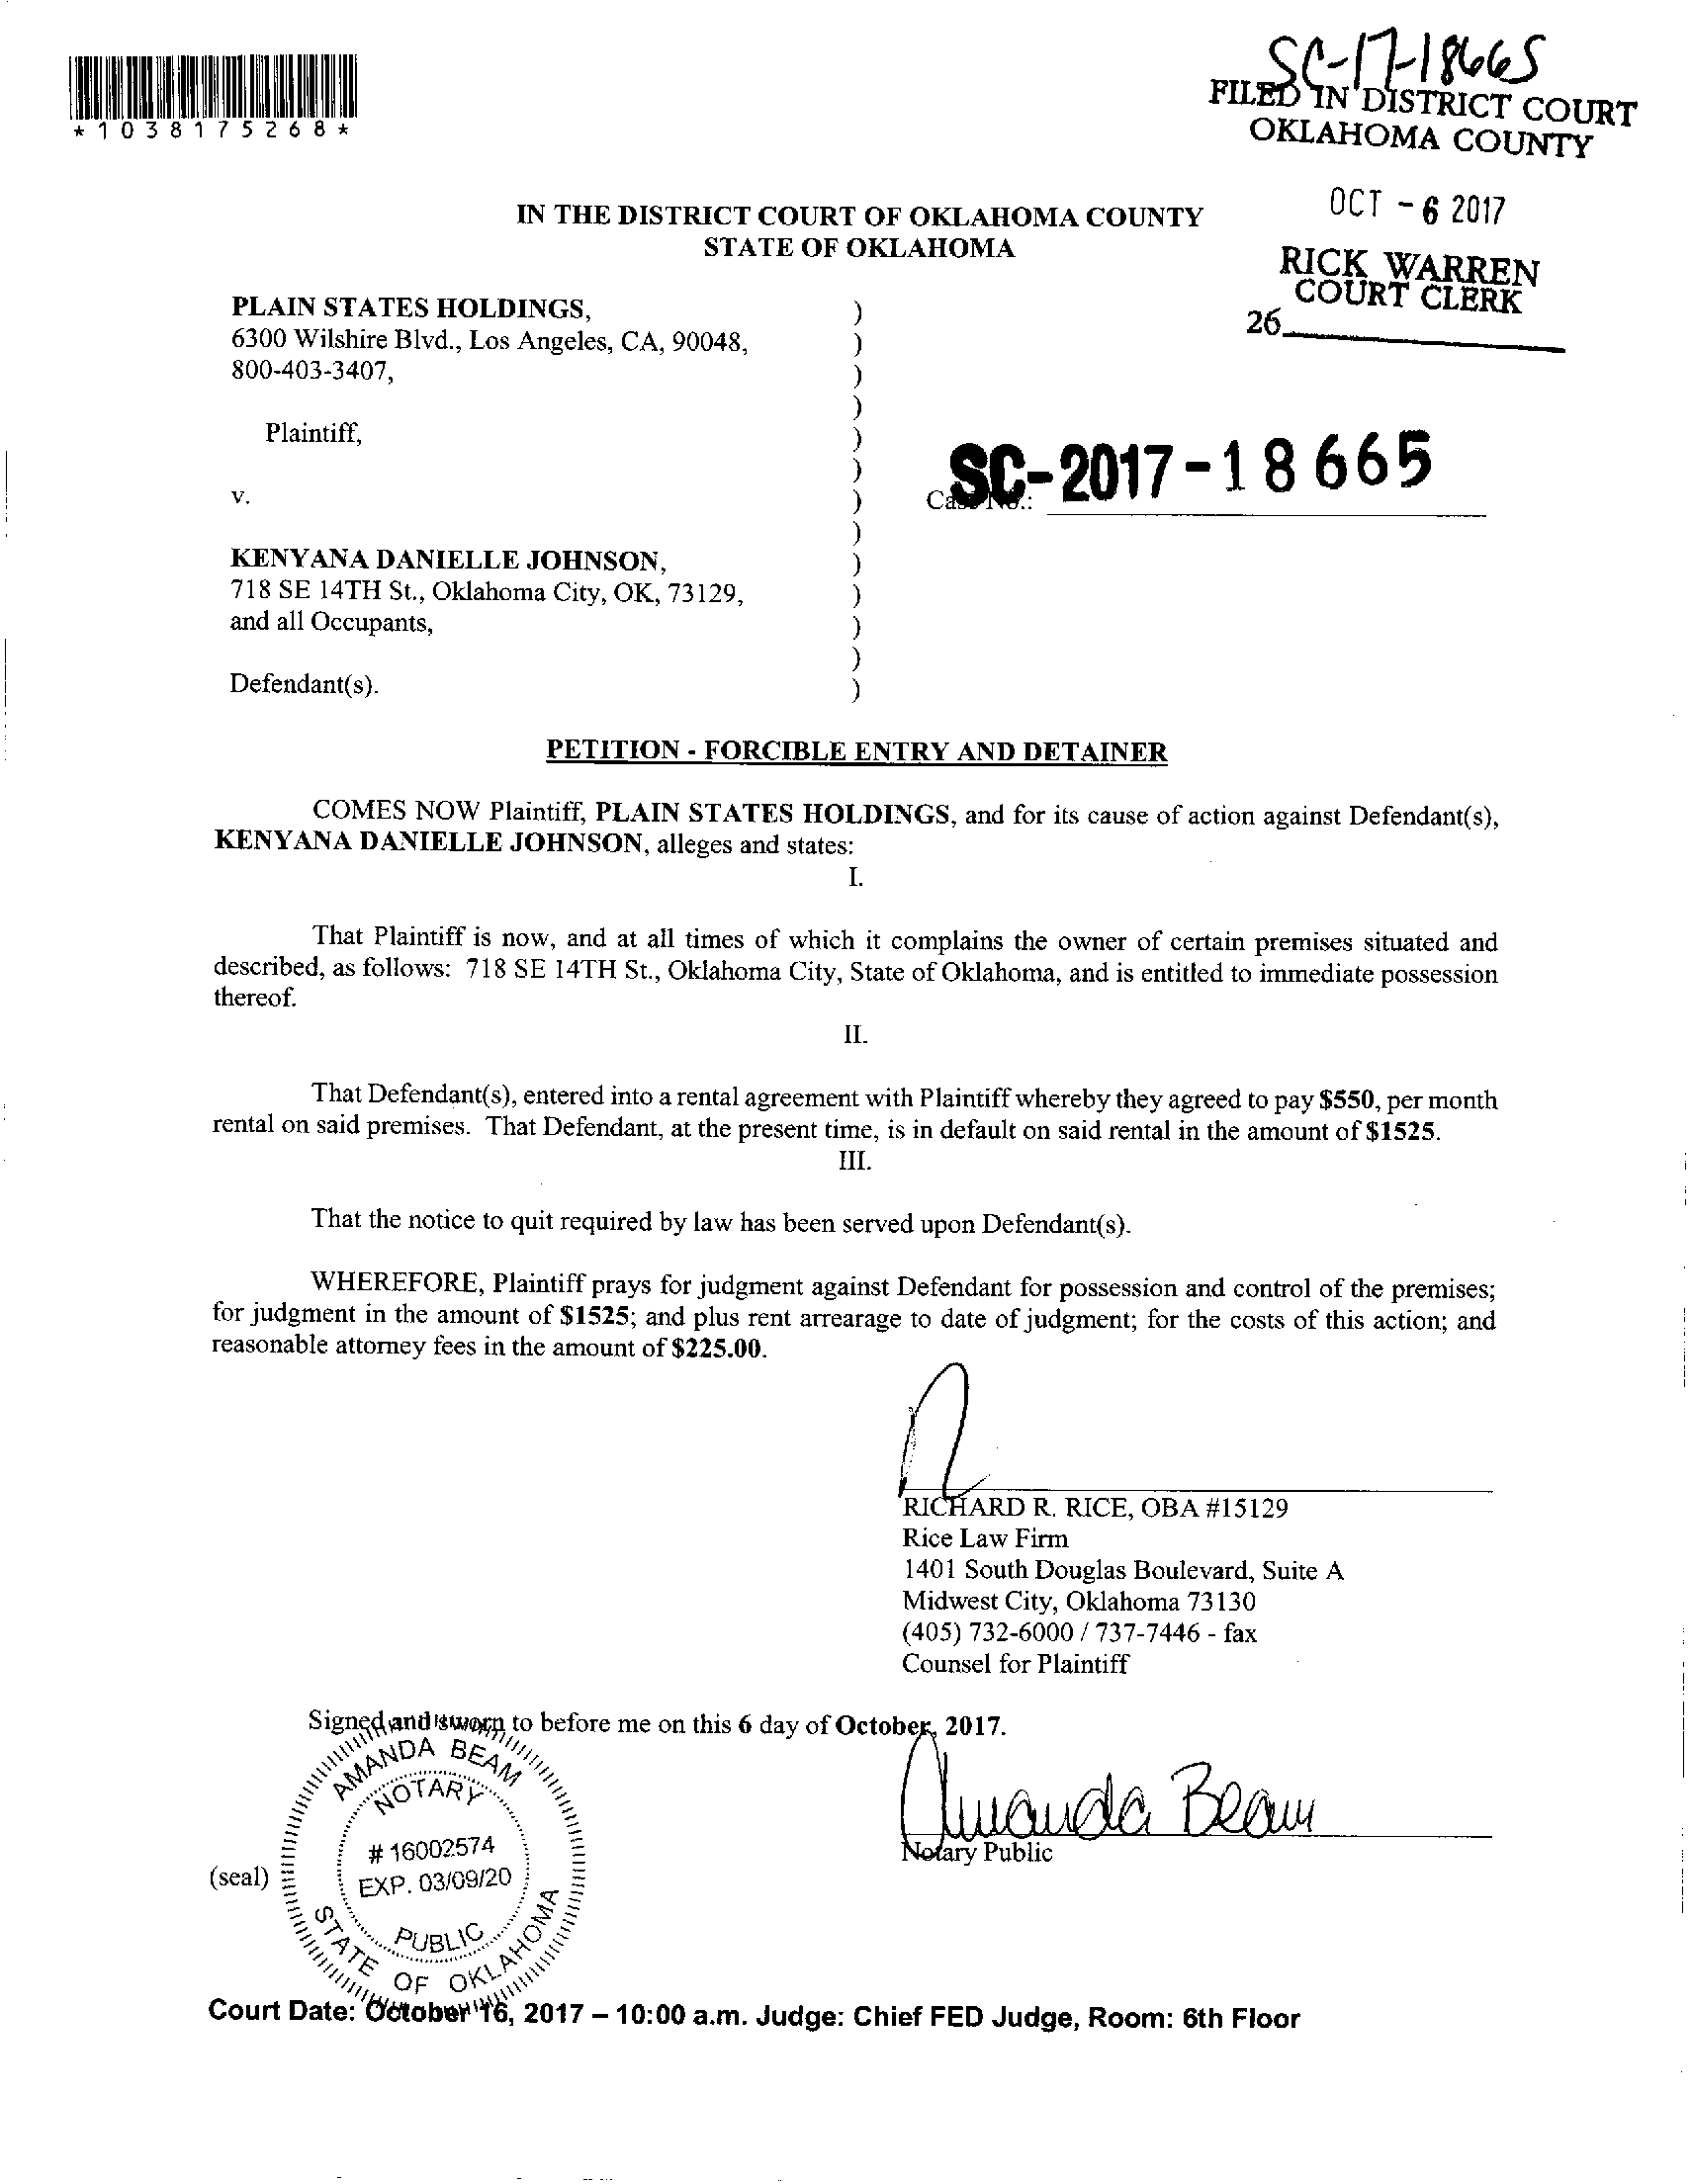 SC-17-18665
FILED IN DISTRICT COURT
OKLAHOMA COUNTY
*1038175268*
OCT - 6 2017
RICK WARREN
COURT CLERK
26
IN THE DISTRICT COURT OF OKLAHOMA COUNTY
STATE OF OKLAHOMA
PLAIN STATES HOLDINGS, )
6300 Wilshire Blvd., Los Angeles, CA, 90048, )
800-403-3407, )
)
Plaintiff, )
)
v. )
SC-2017-18665
Case No.:
)
KENYANA DANIELLE JOHNSON, )
718 SE 14TH St., Oklahoma City, OK, 73129, )
and all Occupants, )
)
Defendant(s). )
PETITION - FORCIBLE ENTRY AND DETAINER
COMES NOW Plaintiff, PLAIN STATES HOLDINGS, and for its cause of action against Defendant(s),
KENYANA DANIELLE JOHNSON, alleges and states:
I.
That Plaintiff is now, and at all times of which it complains the owner of certain premises situated and
described, as follows: 718 SE 14TH St., Oklahoma City, State of Oklahoma, and is entitled to immediate possession
thereof.
II.
That Defendant(s), entered into a rental agreement with Plaintiff whereby they agreed to pay $550, per month
rental on said premises. That Defendant, at the present time, is in default on said rental in the amount of $1525.
III.
That the notice to quit required by law has been served upon Defendant(s).
WHEREFORE, Plaintiff prays for judgment against Defendant for possession and control of the premises;
for judgment in the amount of $1525; and plus rent arrearage to date of judgment; for the costs of this action; and
reasonable attorney fees in the amount of $225.00.
RICHARD R. RICE, OBA #15129
Rice Law Firm
1401 South Douglas Boulevard, Suite A
Midwest City, Oklahoma 73130
(405) 732-6000 / 737-7446 - fax
Counsel for Plaintiff
Signed and sworn to before me on this 6 day of October, 2017.
AMANDA BEAM
NOTARY
# 16002574
EXP. 03/09/20
PUBLIC
STATE OF OKLAHOMA
(seal)
Amanda Beam
Notary Public
Court Date: October 16, 2017 – 10:00 a.m. Judge: Chief FED Judge, Room: 6th Floor